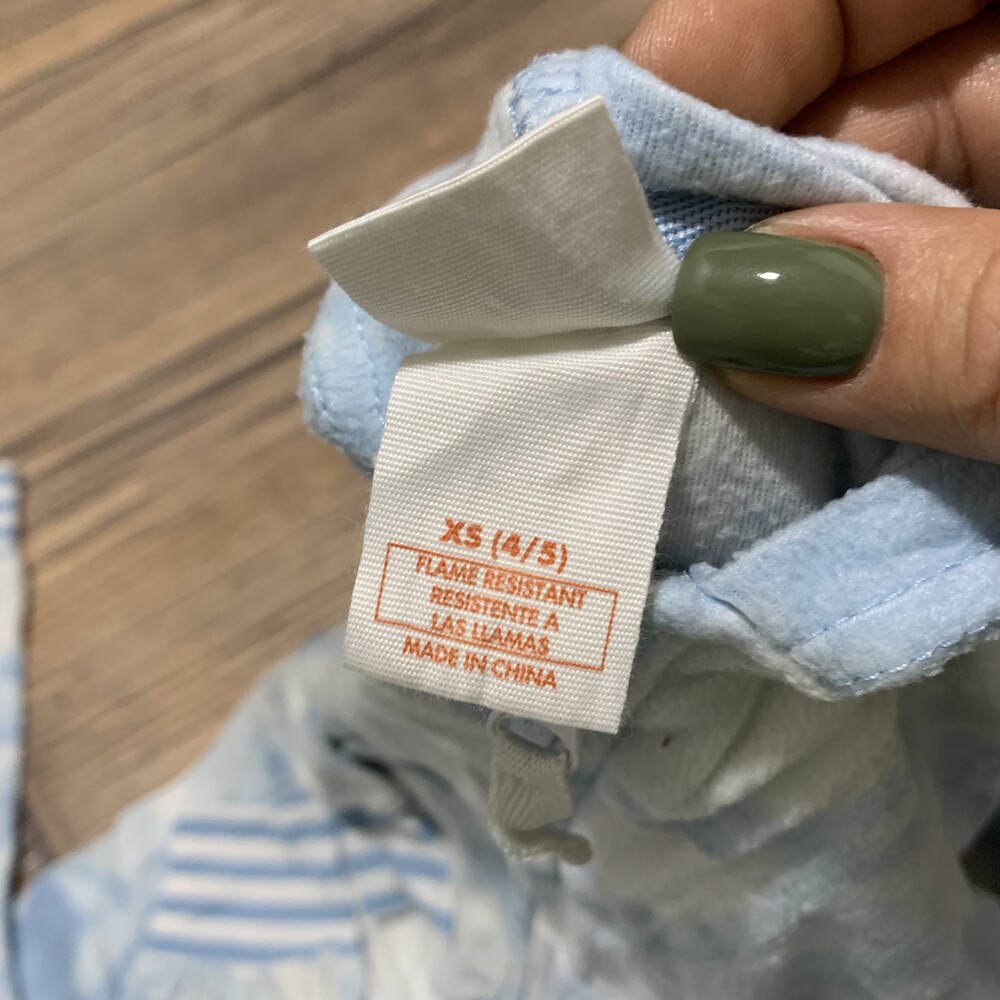 XS (4/5)
FLAME RESISTANT
RESISTENTE A
LAS LLAMAS
MADE IN CHINA